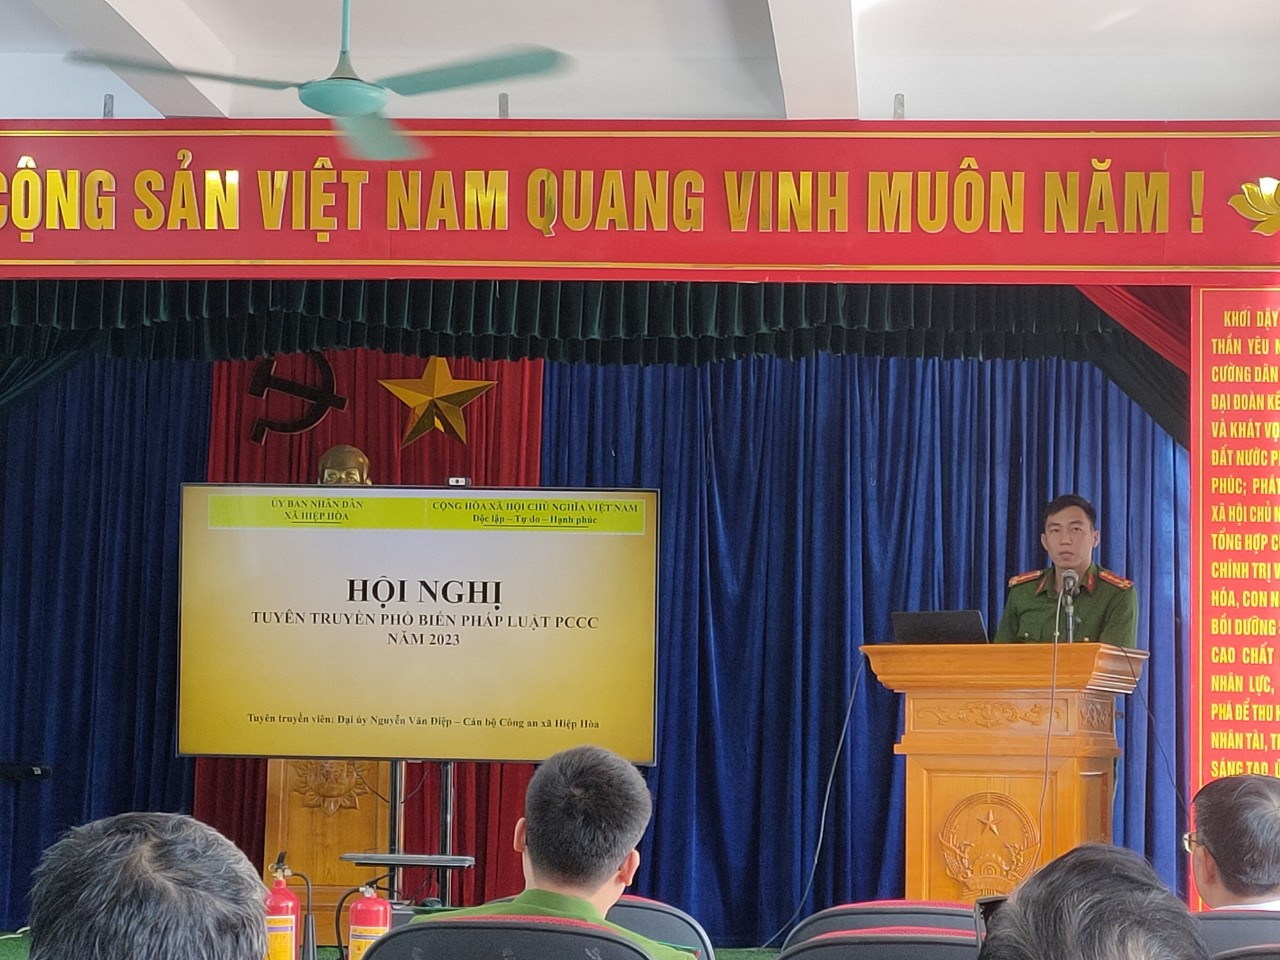 CỘNG SẢN VIỆT NAM QUANG VINH MUÔN NĂM !
ỦY BAN NHÂN DÂN
XÃ HIỆP HÒA
CỘNG HÒA XÃ HỘI CHỦ NGHĨA VIỆT NAM
Độc lập – Tự do – Hạnh phúc
HỘI NGHỊ
TUYÊN TRUYỀN PHỔ BIẾN PHÁP LUẬT PCCC
NĂM 2023
Tuyên truyền viên: Đại úy Nguyễn Văn Điệp – Cán bộ Công an xã Hiệp Hòa
KHƠI DẬY
THẦN YÊU
CƯỜNG DÂN
ĐẠI ĐOÀN KẾ
VÀ KHÁT VỌ
ĐẤT NƯỚC
PHÚC; PHÁT
XÃ HỘI CHỦ
TỔNG HỢP
CHÍNH TRỊ
HÓA, CON
BỒI DƯỠNG
CAO CHẤT
NHÂN LỰC,
PHÁ ĐỂ THU
NHÂN TÀI,
SÁNG TẠO,